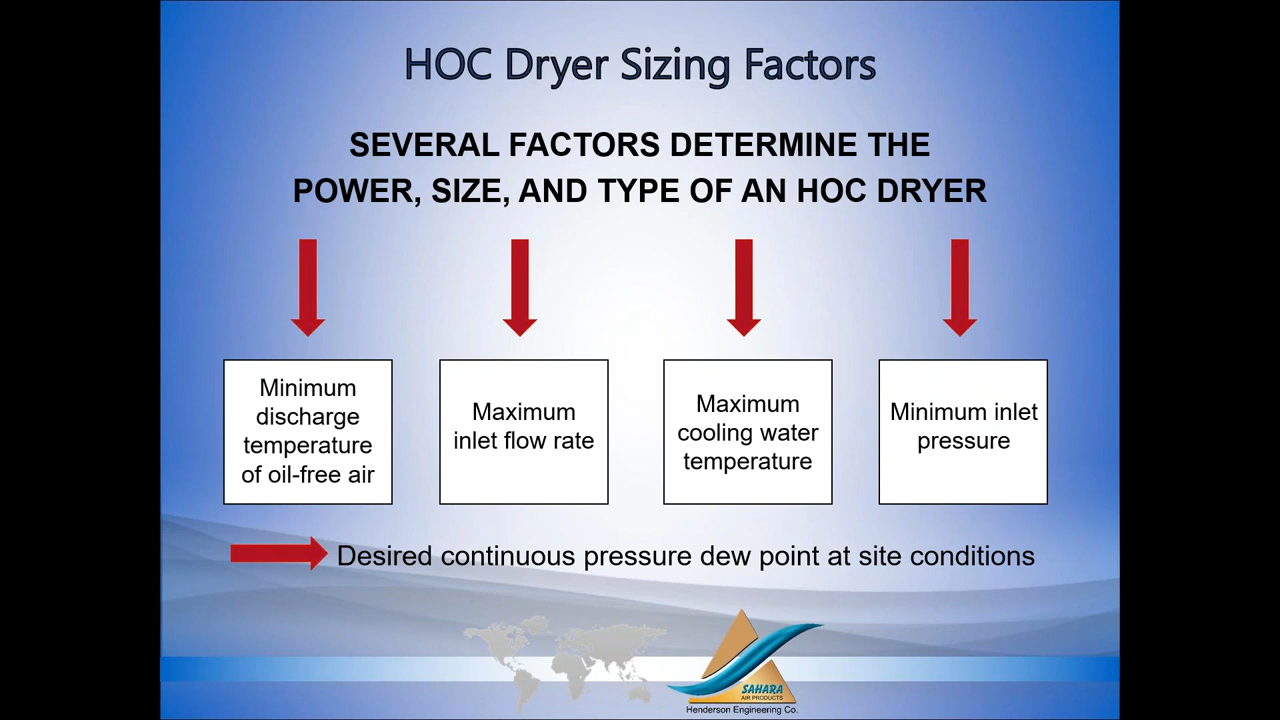 HOC Dryer Sizing Factors
SEVERAL FACTORS DETERMINE THE
POWER, SIZE, AND TYPE OF AN HOC DRYER
Minimum
discharge
temperature
of oil-free air
Maximum
inlet flow rate
Maximum
cooling water
temperature
Minimum inlet
pressure
Desired continuous pressure dew point at site conditions
SAHARA
AIR PRODUCTS
Henderson Engineering Co.